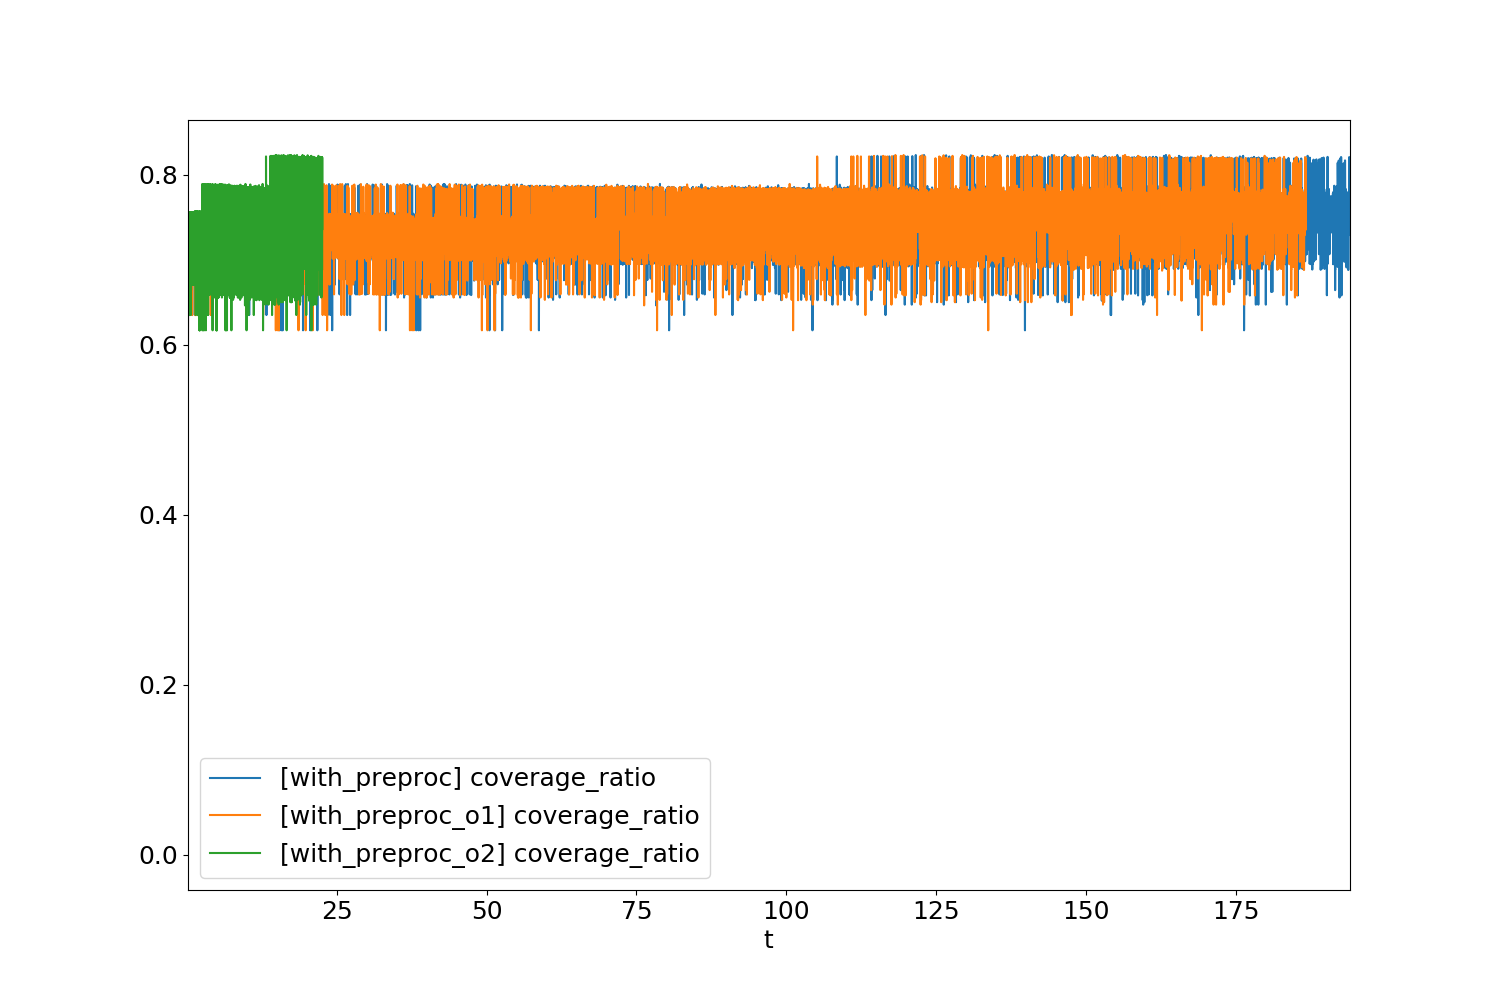 0.8
0.6
0.4
0.2
0.0
[with_preproc] coverage_ratio
[with_preproc_o1] coverage_ratio
[with_preproc_o2] coverage_ratio
25 50 75 100 125 150 175
t